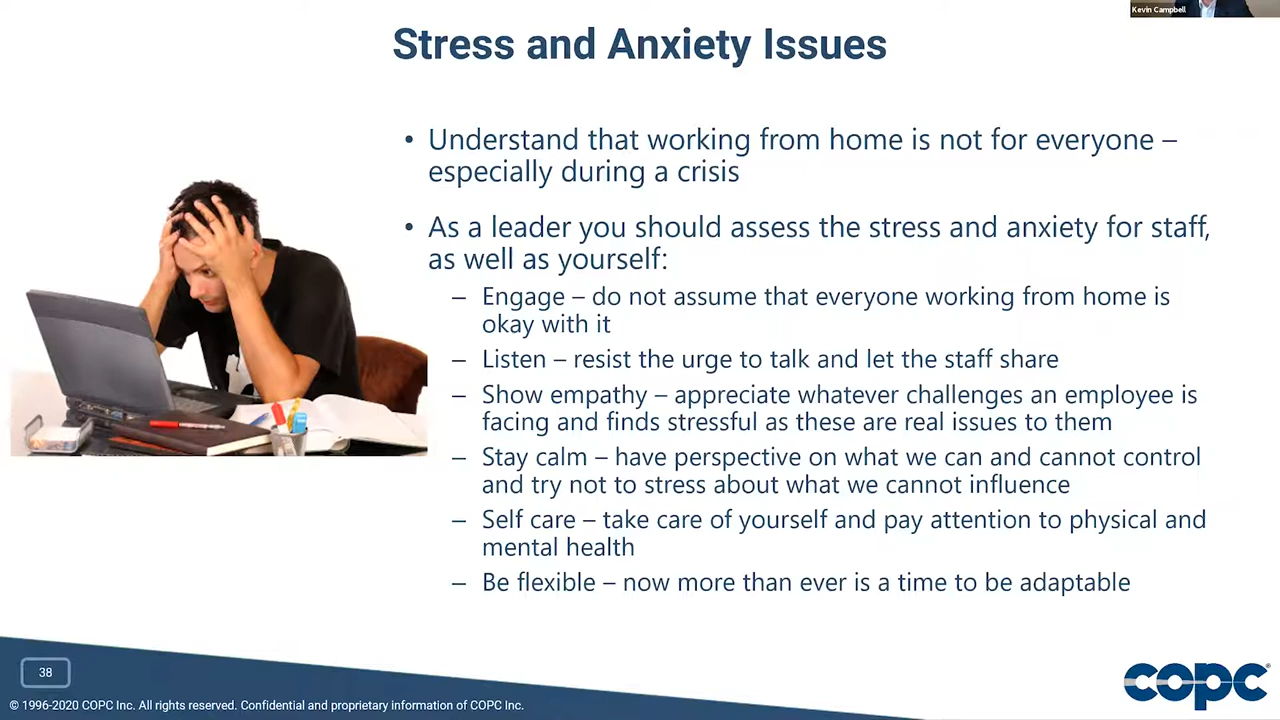 Kevin Campbell
Stress and Anxiety Issues
• Understand that working from home is not for everyone –
especially during a crisis
• As a leader you should assess the stress and anxiety for staff,
as well as yourself:
– Engage – do not assume that everyone working from home is
okay with it
– Listen – resist the urge to talk and let the staff share
– Show empathy – appreciate whatever challenges an employee is
facing and finds stressful as these are real issues to them
– Stay calm – have perspective on what we can and cannot control
and try not to stress about what we cannot influence
– Self care – take care of yourself and pay attention to physical and
mental health
– Be flexible – now more than ever is a time to be adaptable
38
copc®
© 1996-2020 COPC Inc. All rights reserved. Confidential and proprietary information of COPC Inc.